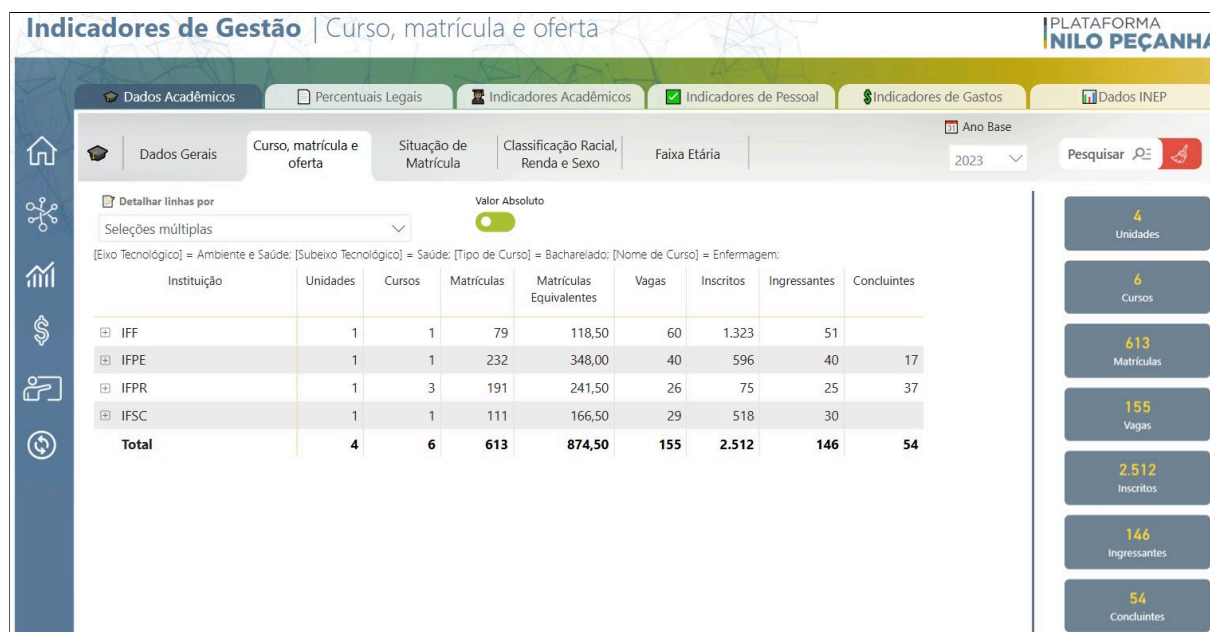 Indicadores de Gestão | Curso, matrícula e oferta
PLATAFORMA
NILO PEÇANHA
Dados Acadêmicos Percentuais Legais Indicadores Acadêmicos Indicadores de Pessoal $Indicadores de Gastos Dados INEP
Dados Gerais
Curso, matrícula e
oferta
Situação de
Matrícula
Classificação Racial,
Renda e Sexo
Faixa Etária
Ano Base
2023
Pesquisar
Detalhar linhas por
Seleções múltiplas
Valor Absoluto
[Eixo Tecnológico] = Ambiente e Saúde; [Subeixo Tecnológico] = Saúde; [Tipo de Curso] = Bacharelado; [Nome de Curso] = Enfermagem;
Instituição Unidades Cursos Matrículas Matrículas Equivalentes Vagas Inscritos Ingressantes Concluintes
IFF 1 1 79 118,50 60 1.323 51
IFPE 1 1 232 348,00 40 596 40 17
IFPR 1 3 191 241,50 26 75 25 37
IFSC 1 1 111 166,50 29 518 30
Total 4 6 613 874,50 155 2.512 146 54
4
Unidades
6
Cursos
613
Matrículas
155
Vagas
2.512
Inscritos
146
Ingressantes
54
Concluintes